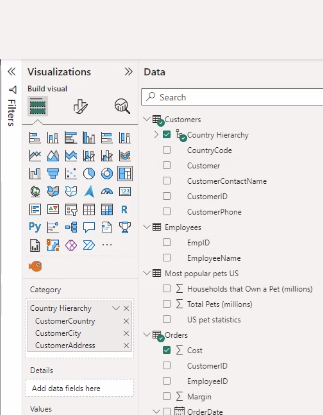 Visualizations
Build visual
Filters
123
R
Py
Category
Country Hierarchy
CustomerCountry
CustomerCity
CustomerAddress
Details
Add data fields here
Values
Data
Search
Customers
Country Hierarchy
CountryCode
Customer
CustomerContactName
CustomerID
CustomerPhone
Employees
EmpID
EmployeeName
Most popular pets US
Households that Own a Pet (millions)
Total Pets (millions)
US pet statistics
Orders
Cost
CustomerID
EmployeeID
Margin
OrderDate